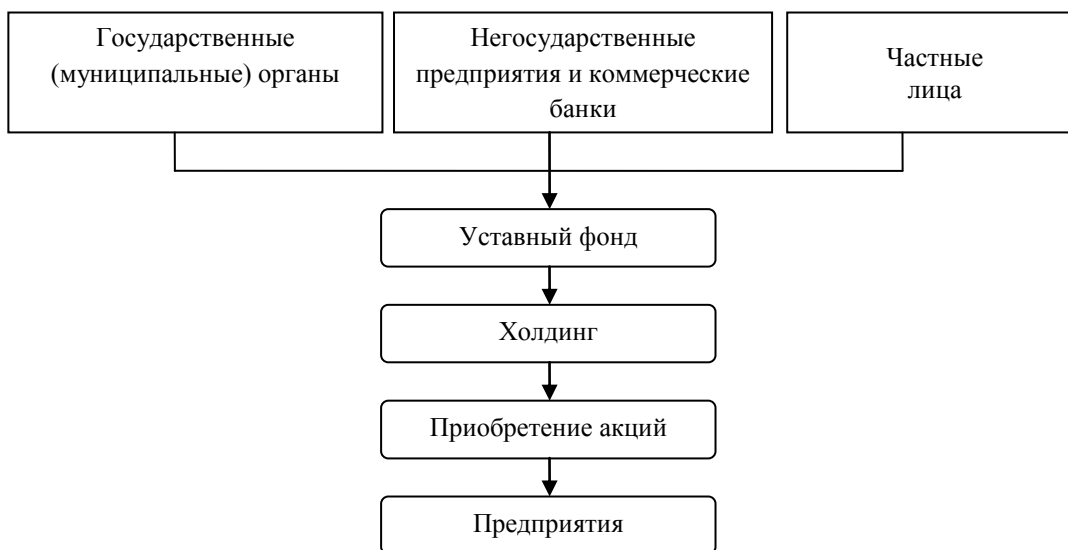 Государственные
(муниципальные) органы
Негосударственные
предприятия и коммерческие
банки
Частные
лица
Уставный фонд
Холдинг
Приобретение акций
Предприятия